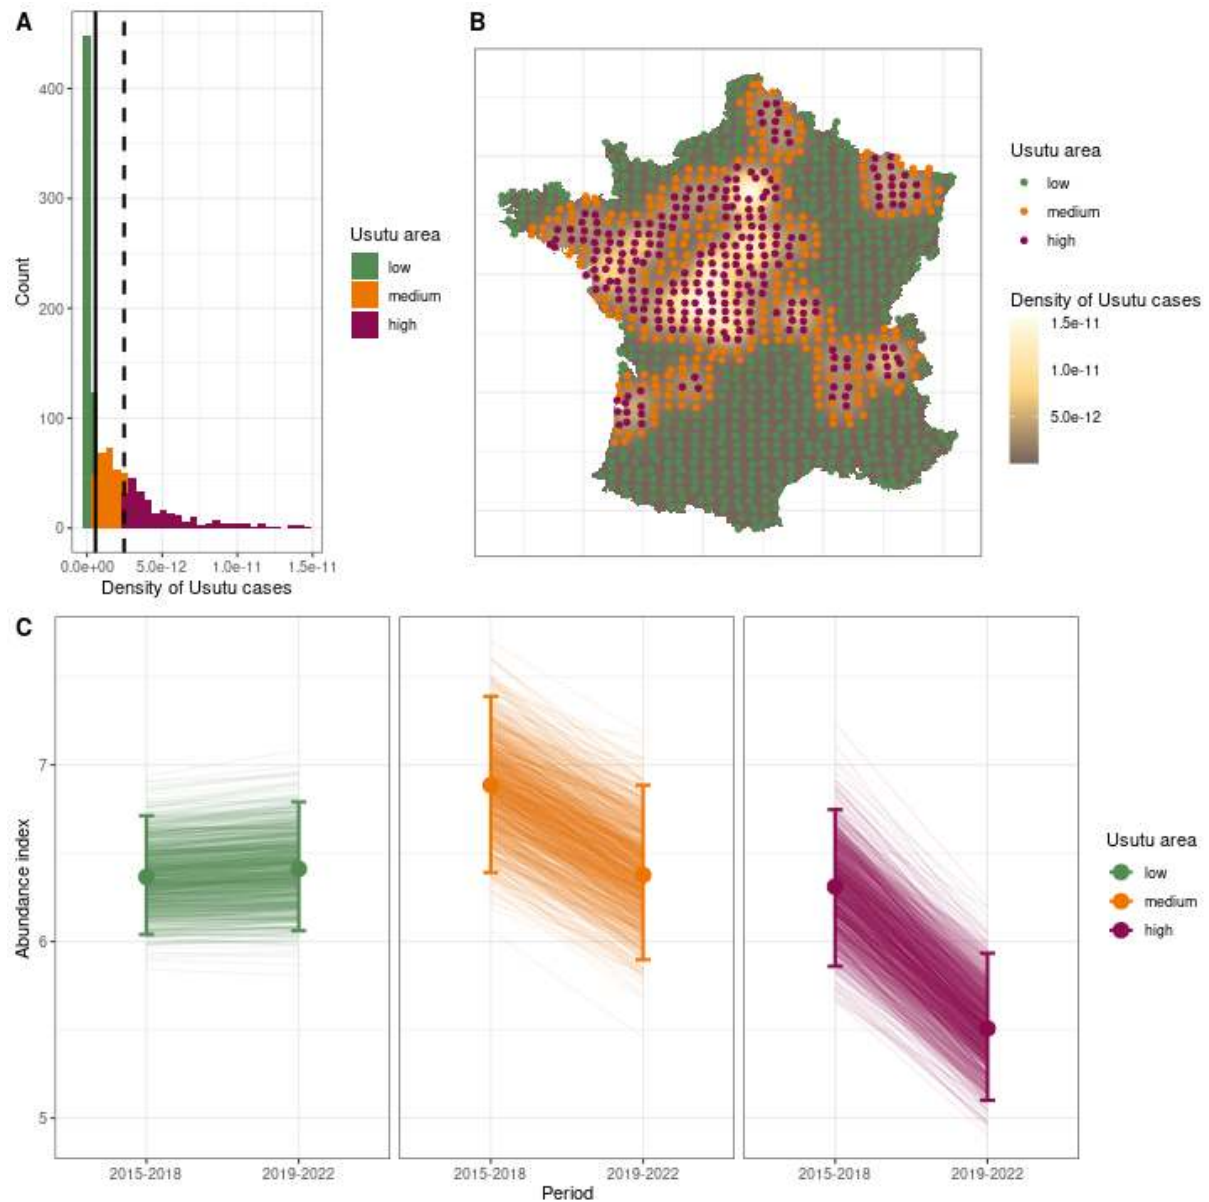 A
400
300
200
100
0
Count
0.0e+00 5.0e-12 1.0e-11 1.5e-11
Density of Usutu cases
Usutu area
low
medium
high
B
Usutu area
low
medium
high
Density of Usutu cases
1.5e-11
1.0e-11
5.0e-12
C
7
6
5
Abundance index
2015-2018 2019-2022 2015-2018 2019-2022 2015-2018 2019-2022
Period
Usutu area
low
medium
high